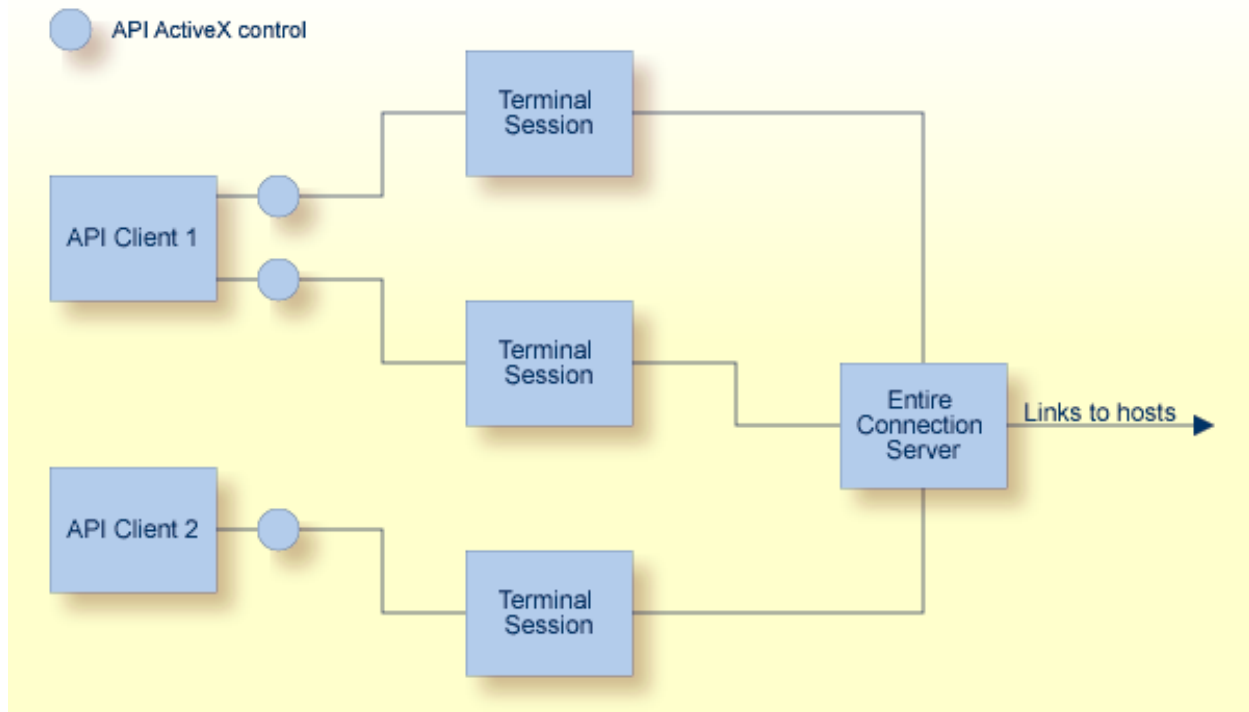 API ActiveX control
Terminal
Session
API Client 1
Terminal
Session
Entire
Connection
Server
Links to hosts
API Client 2
Terminal
Session